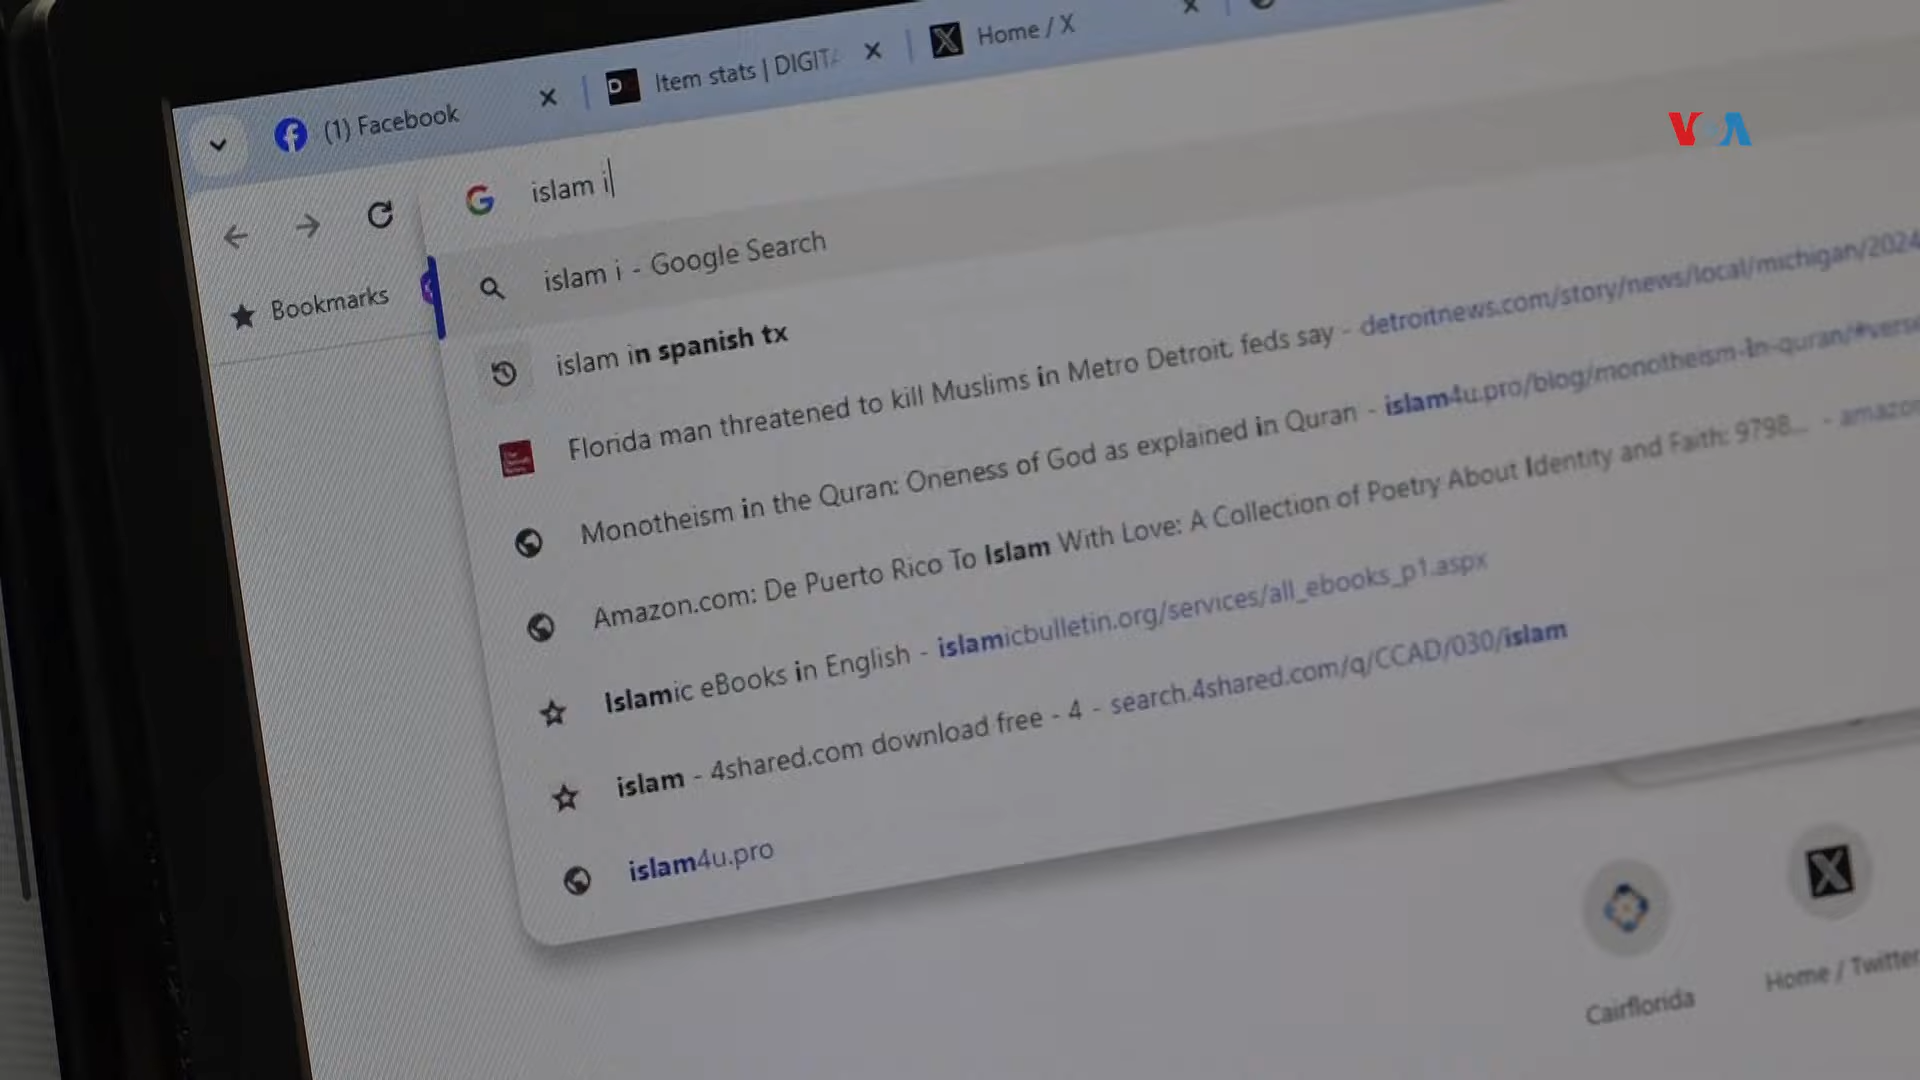 (1) Facebook
Item stats | DIGITA
Home / X
VOA
islam i
Bookmarks
islam i - Google Search
islam in spanish tx
Florida man threatened to kill Muslims in Metro Detroit, feds say - detroitnews.com/story/news/local/michigan/2024
Monotheism in the Quran: Oneness of God as explained in Quran - islam4u.pro/blog/monotheism-in-quran/#verse
Amazon.com: De Puerto Rico To Islam With Love: A Collection of Poetry About Identity and Faith: 9798... - amazon
Islamic eBooks in English - islamicbulletin.org/services/all_ebooks_p1.aspx
islam - 4shared.com download free - 4 - search.4shared.com/q/CCAD/030/islam
islam4u.pro
Cairflorida
Home / Twitter